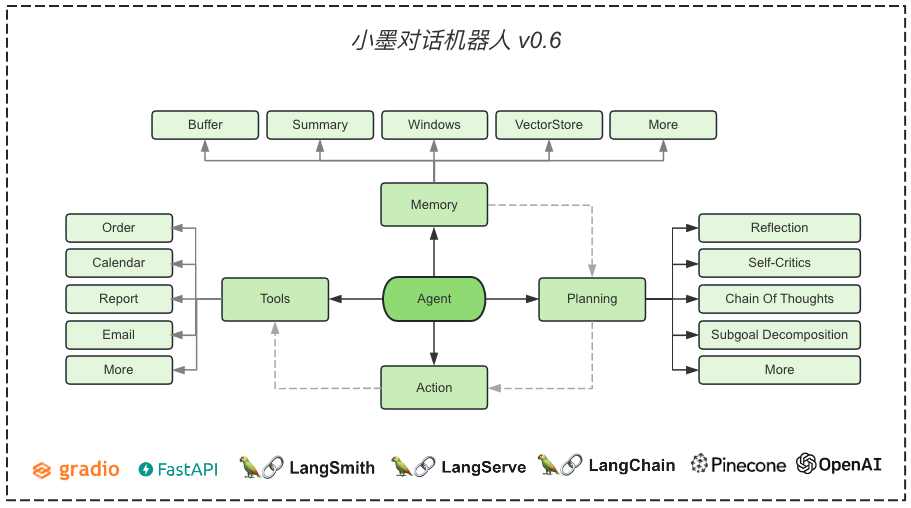 小墨对话机器人 v0.6
Buffer
Summary
Windows
VectorStore
More
Memory
Order
Calendar
Report
Email
More
Tools
Agent
Planning
Action
Reflection
Self-Critics
Chain Of Thoughts
Subgoal Decomposition
More
gradio
FastAPI
LangSmith
LangServe
LangChain
Pinecone
OpenAI